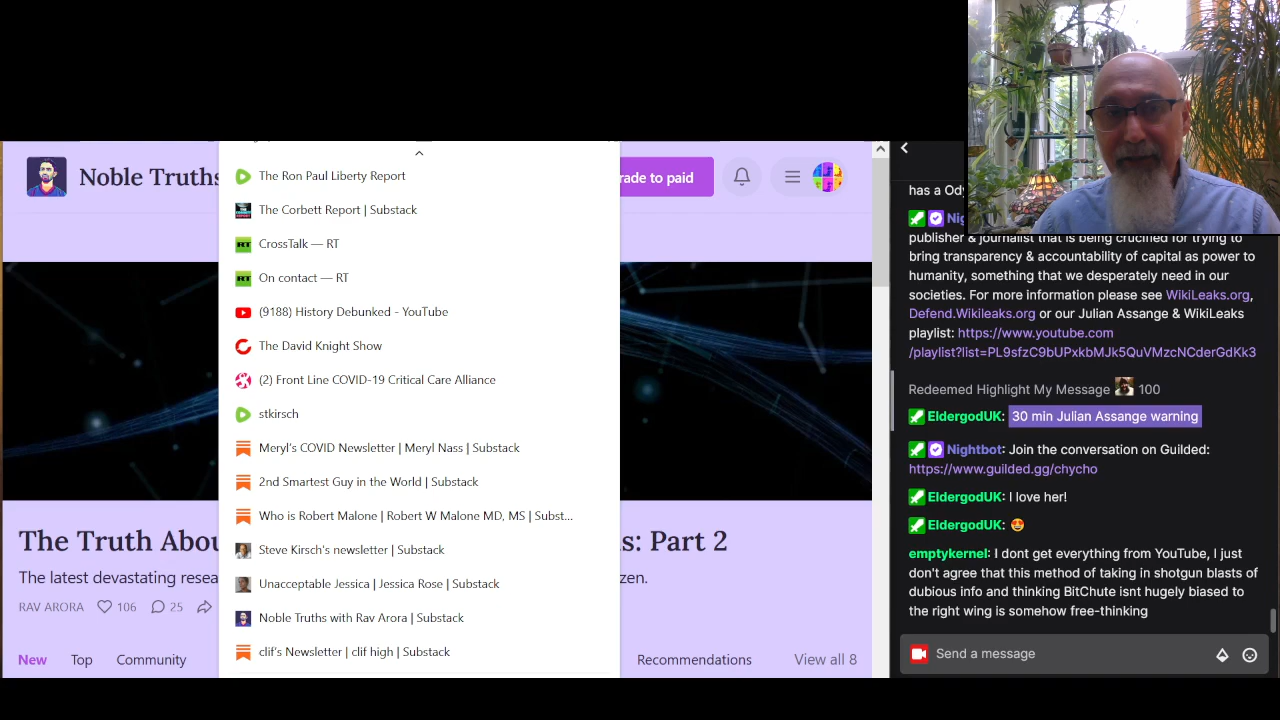 Noble Truths
rade to paid
The Ron Paul Liberty Report
The Corbett Report | Substack
RT
CrossTalk — RT
RT
On contact — RT
(9188) History Debunked - YouTube
The David Knight Show
(2) Front Line COVID-19 Critical Care Alliance
stkirsch
Meryl's COVID Newsletter | Meryl Nass | Substack
2nd Smartest Guy in the World | Substack
Who is Robert Malone | Robert W Malone MD, MS | Subst...
Steve Kirsch's newsletter | Substack
Unacceptable Jessica | Jessica Rose | Substack
Noble Truths with Rav Arora | Substack
clif's Newsletter | clif high | Substack
The Truth Abou
s: Part 2
The latest devastating resea
zen.
RAV ARORA
106
25
New
Top
Community
Recommendations
View all 8
has a Ody
Nig
publisher & journalist that is being crucified for trying to
bring transparency & accountability of capital as power to
humanity, something that we desperately need in our
societies. For more information please see WikiLeaks.org,
Defend.Wikileaks.org or our Julian Assange & WikiLeaks
playlist: https://www.youtube.com
/playlist?list=PL9sfzC9bUPxkbMJk5QuVMzcNCderGdKk3
Redeemed Highlight My Message 100
EldergodUK: 30 min Julian Assange warning
Nightbot: Join the conversation on Guilded:
https://www.guilded.gg/chycho
EldergodUK: I love her!
EldergodUK: 😍
emptykernel: I dont get everything from YouTube, I just
don't agree that this method of taking in shotgun blasts of
dubious info and thinking BitChute isnt hugely biased to
the right wing is somehow free-thinking
Send a message